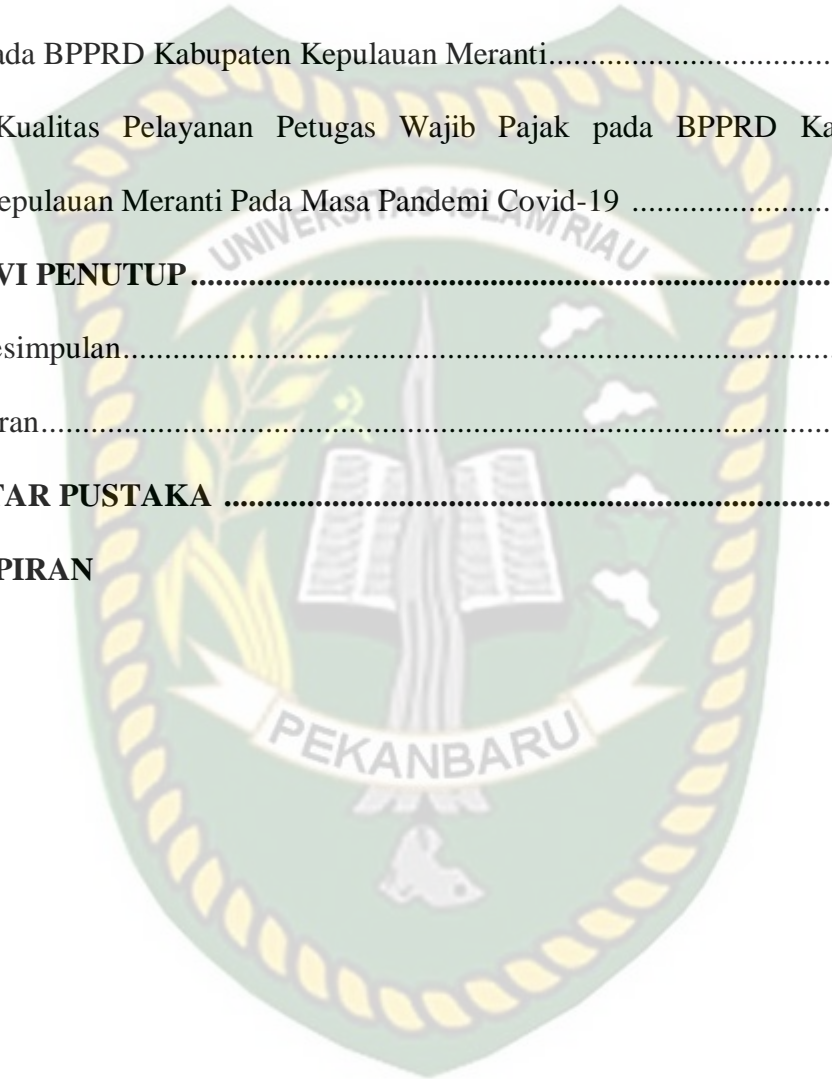 ada BPPRD Kabupaten Kepulauan Meranti................................
Kualitas Pelayanan Petugas Wajib Pajak pada BPPRD Ka
epulauan Meranti Pada Masa Pandemi Covid-19 ......................
UNIVERSITAS ISLAM RIAU
VI PENUTUP................................................................................
esimpulan........................................................................................
ran..................................................................................................
TAR PUSTAKA ............................................................................
PIRAN
PEKANBARU